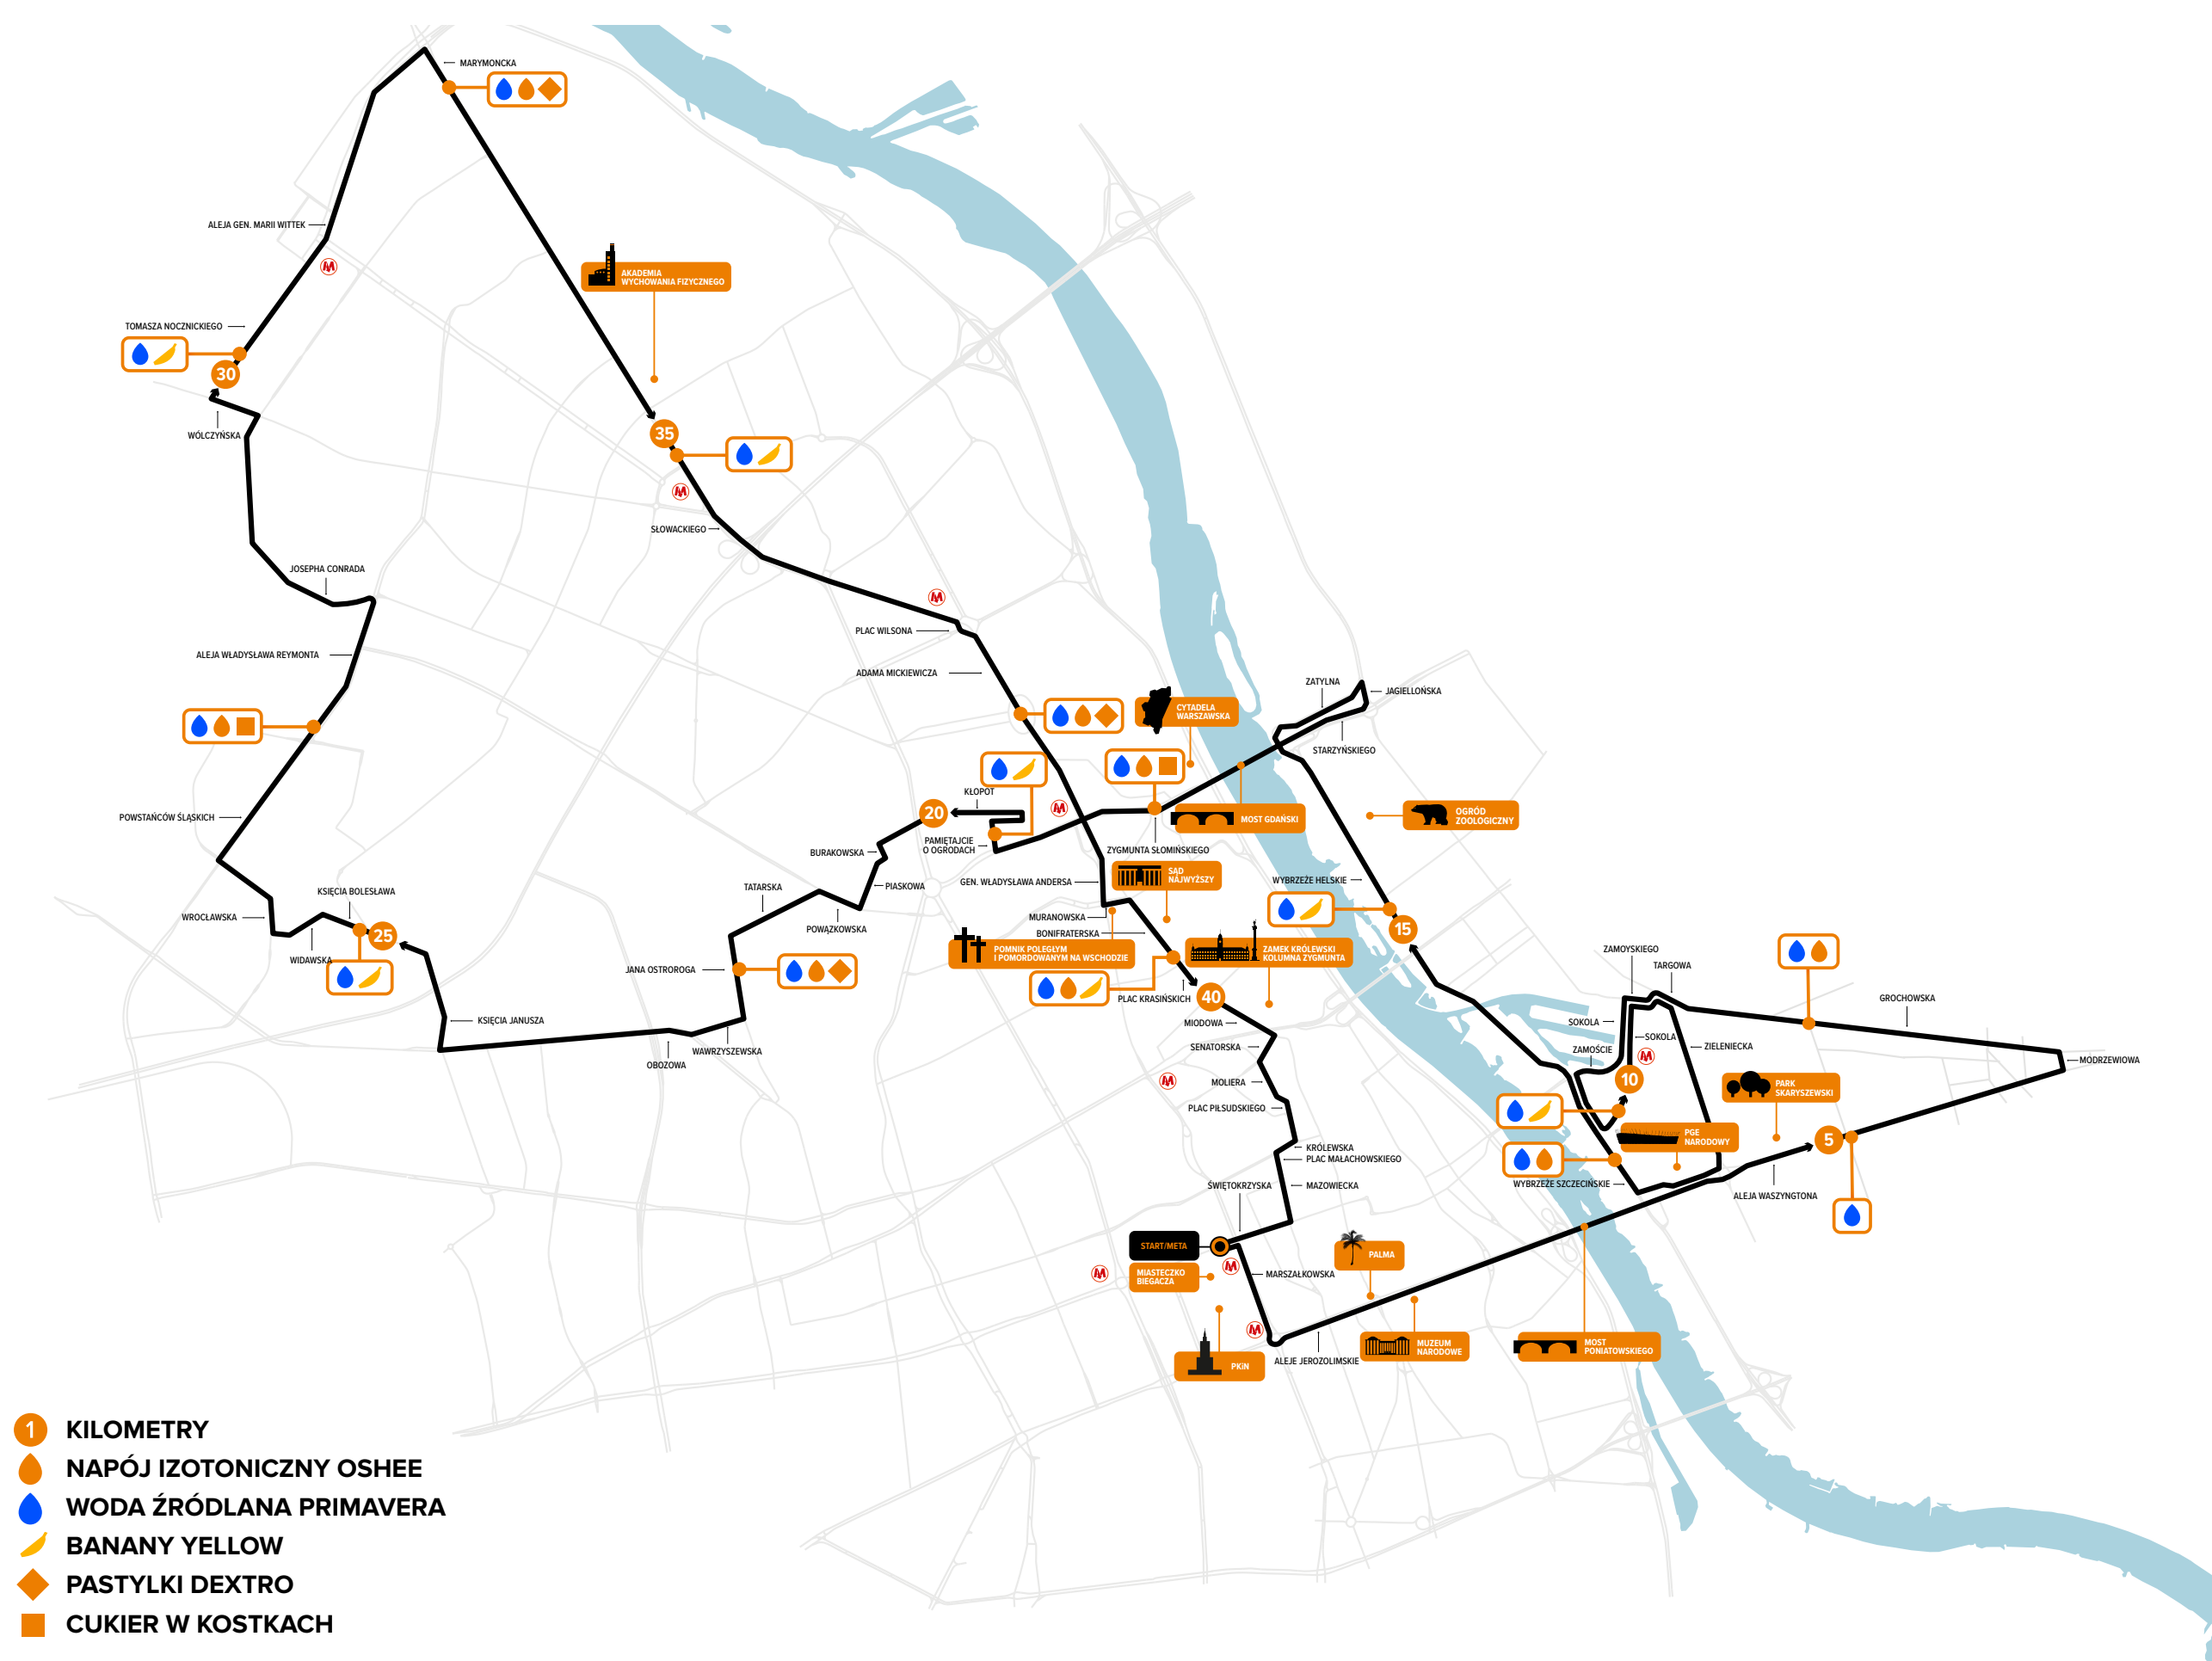 MARYMONCKA
ALEJA GEN. MARII WITTEK
AKADEMIA
WYCHOWANIA FIZYCZNEGO
TOMASZA NOCZNICKIEGO
30
WÓLCZYŃSKA
35
SŁOWACKIEGO
JOSEPHA CONRADA
PLAC WILSONA
ALEJA WŁADYSŁAWA REYMONTA
ADAMA MICKIEWICZA
ZATYLNA
JAGIELLOŃSKA
CYTADELA
WARSZAWSKA
STARZYŃSKIEGO
KŁOPOT
20
POWSTAŃCÓW ŚLĄSKICH
MOST GDAŃSKI
OGRÓD
ZOOLOGICZNY
PAMIĘTAJCIE
O OGRODACH
BURAKOWSKA
ZYGMUNTA SŁOMIŃSKIEGO
SĄD
NAJWYŻSZY
GEN. WŁADYSŁAWA ANDERSA
WYBRZEŻE HELSKIE
TATARSKA
PIASKOWA
KSIĘCIA BOLESŁAWA
WROCŁAWSKA
MURANOWSKA
POWĄZKOWSKA
BONIFRATERSKA
15
25
WIDAWSKA
POMNIK POLEGŁYM
I POMORDOWANYM NA WSCHODZIE
ZAMEK KRÓLEWSKI
KOLUMNA ZYGMUNTA
ZAMOYSKIEGO
TARGOWA
JANA OSTROROGA
PLAC KRASIŃSKICH
40
GROCHOWSKA
KSIĘCIA JANUSZA
MIODOWA
SOKOLA
SOKOLA
WAWRZYSZEWSKA
OBOZOWA
SENATORSKA
ZAMOŚCIE
ZIELENIECKA
MODRZEWIOWA
MOLIERA
10
PARK
SKARYSZEWSKI
PLAC PIŁSUDSKIEGO
PGE
NARODOWY
5
KRÓLEWSKA
PLAC MAŁACHOWSKIEGO
ŚWIĘTOKRZYSKA
MAZOWIECKA
WYBRZEŻE SZCZECIŃSKIE
ALEJA WASZYNGTONA
START/META
PALMA
MIASTECZKO
BIEGACZA
MARSZAŁKOWSKA
MUZEUM
NARODOWE
MOST
PONIATOWSKIEGO
PKiN
ALEJE JEROZOLIMSKIE
1 KILOMETRY
NAPÓJ IZOTONICZNY OSHEE
WODA ŹRÓDLANA PRIMAVERA
BANANY YELLOW
PASTYLKI DEXTRO
CUKIER W KOSTKACH